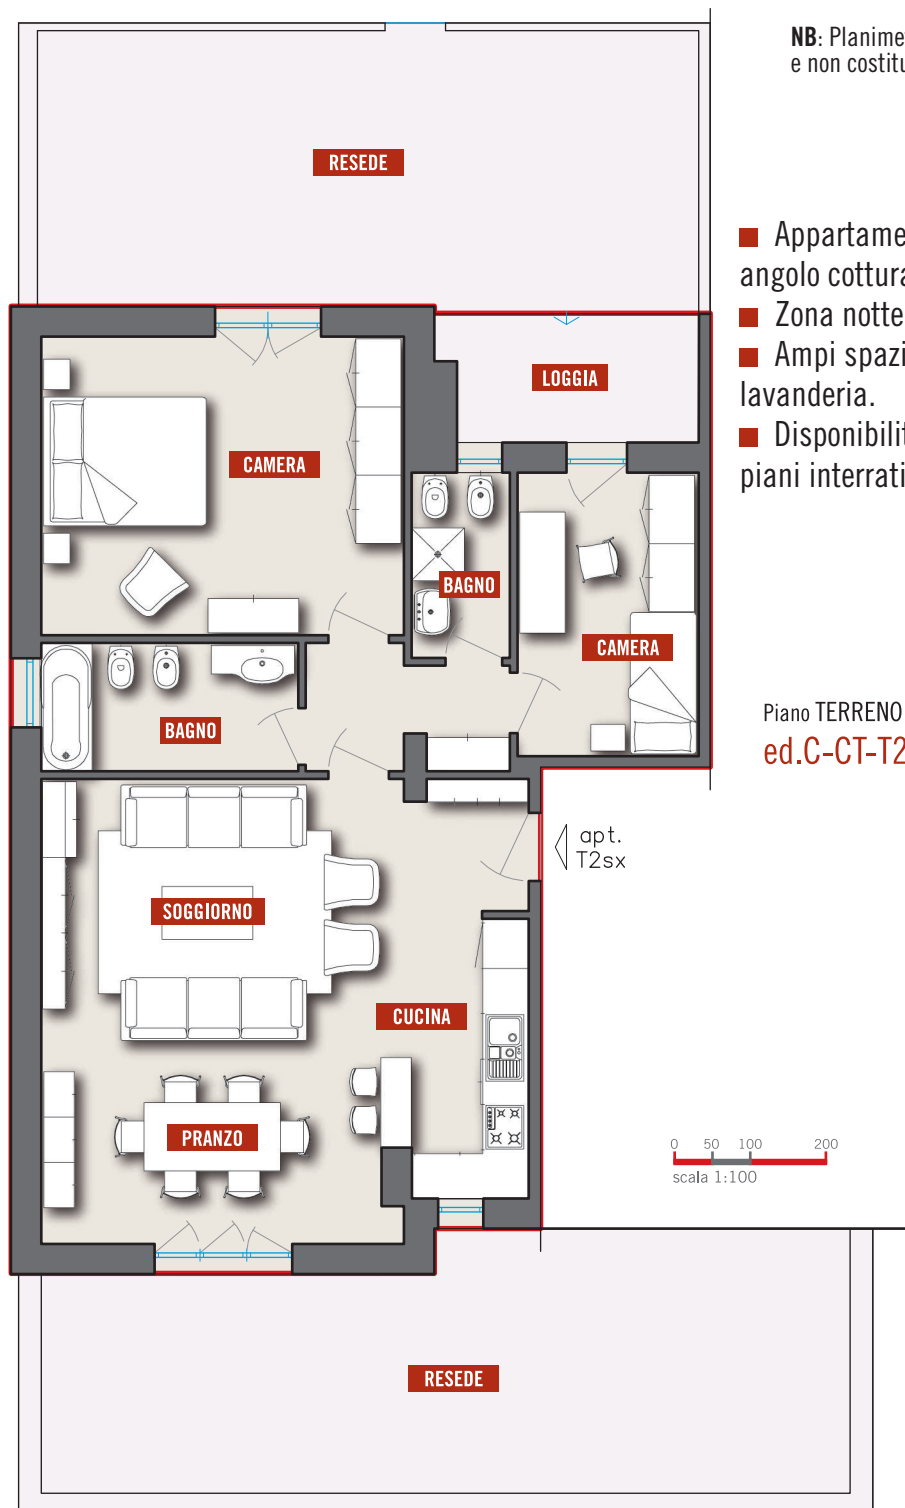 NB: Planime
e non costitu
RESEDE
Appartame
angolo cottura
Zona notte
Ampi spazi
lavanderia.
Disponibilit
piani interrati
LOGGIA
CAMERA
BAGNO
CAMERA
BAGNO
Piano TERRENO
ed.C-CT-T2
apt.
T2sx
SOGGIORNO
CUCINA
PRANZO
0 50 100 200
scala 1:100
RESEDE